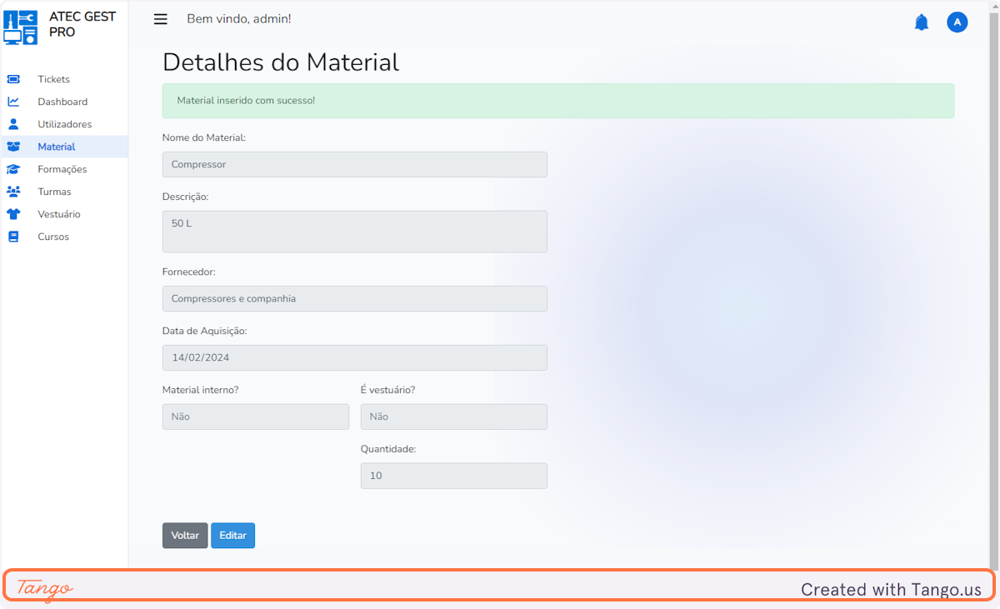 ATEC GEST
PRO
Bem vindo, admin!
A
Tickets
Dashboard
Utilizadores
Material
Formações
Turmas
Vestuário
Cursos
Detalhes do Material
Material inserido com sucesso!
Nome do Material:
Compressor
Descrição:
50 L
Fornecedor:
Compressores e companhia
Data de Aquisição:
14/02/2024
Material interno? É vestuário?
Não Não
Quantidade:
10
Voltar Editar
Tango Created with Tango.us